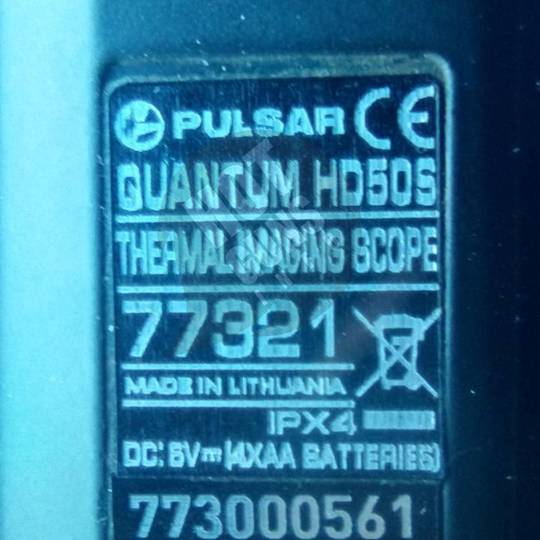 PULSAR CE
QUANTUM HD50S
THERMAL IMAGING SCOPE
77321
MADE IN LITHUANIA
IPX4
DC: 6V⎓(4XAA BATTERIES)
773000561